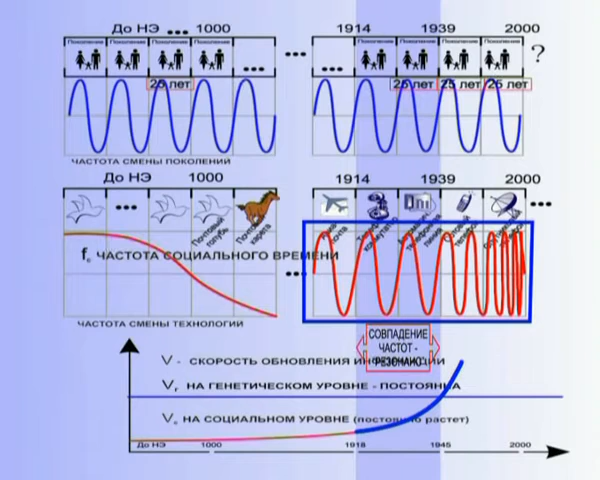 До НЭ ... 1000
1914 1939 2000
Поколение Поколение Поколение Поколение
Поколение Поколение Поколение Поколение
?
25 лет
25 лет 25 лет 25 лет
ЧАСТОТА СМЕНЫ ПОКОЛЕНИЙ
До НЭ 1000
1914 1939 2000
Почтовый голубь
Почтовая карета
почта
fc ЧАСТОТА СОЦИАЛЬНОГО ВРЕМЕНИ
ЧАСТОТА СМЕНЫ ТЕХНОЛОГИИ
СОВПАДЕНИЕ
ЧАСТОТ -
РЕЗОНАНС
V - СКОРОСТЬ ОБНОВЛЕНИЯ ИНФОРМАЦИИ
Vг НА ГЕНЕТИЧЕСКОМ УРОВНЕ - ПОСТОЯННА
Vс НА СОЦИАЛЬНОМ УРОВНЕ (постоянно растет)
До НЭ 1000 1918 1945 2000